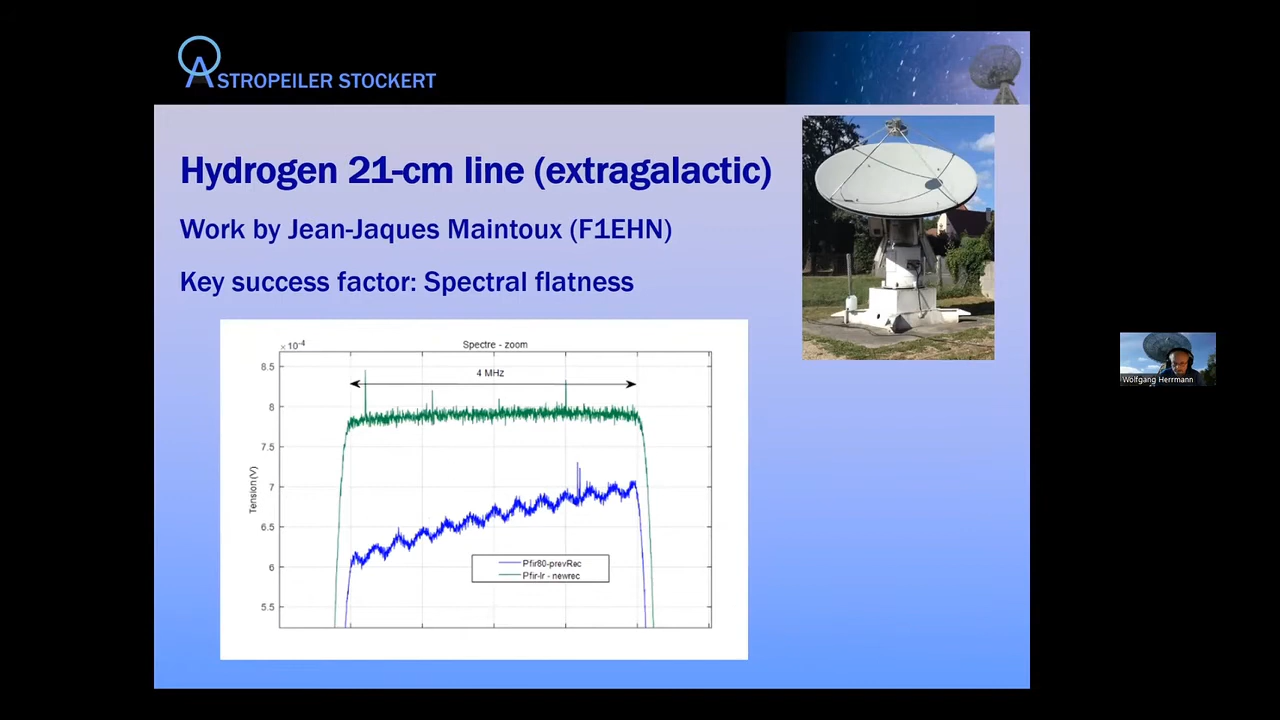 ASTROPEILER STOCKERT
Hydrogen 21-cm line (extragalactic)
Work by Jean-Jaques Maintoux (F1EHN)
Key success factor: Spectral flatness
× 10⁻⁴
Spectre - zoom
8.5
4 MHz
8
7.5
Tension(V)
7
6.5
6
5.5
Pfir80-prevRec
Pfir-lr - newrec
Wolfgang Herrmann